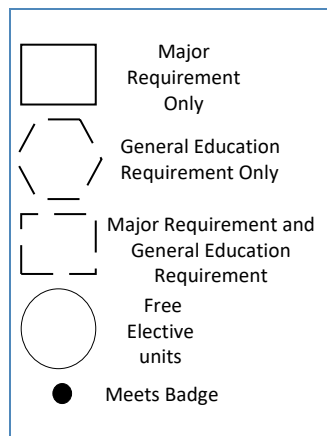 Major
Requirement
Only
General Education
Requirement Only
Major Requirement and
General Education
Requirement
Free
Elective
units
Meets Badge